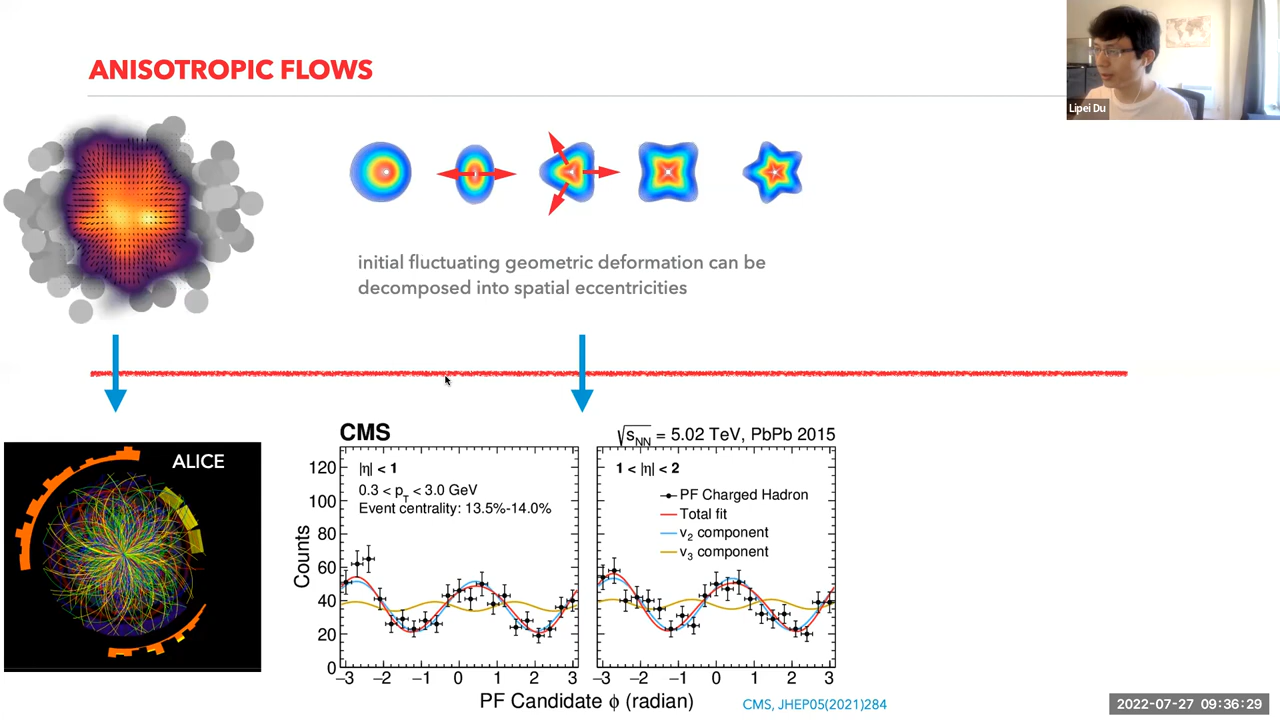 ANISOTROPIC FLOWS
Lipei Du
initial fluctuating geometric deformation can be
decomposed into spatial eccentricities
ALICE
CMS
√sNN = 5.02 TeV, PbPb 2015
|η| < 1
0.3 < pT < 3.0 GeV
Event centrality: 13.5%-14.0%
1 < |η| < 2
PF Charged Hadron
Total fit
v2 component
v3 component
Counts
120
100
80
60
40
20
0
−3 −2 −1 0 1 2 3
−3 −2 −1 0 1 2 3
PF Candidate ϕ (radian)
CMS, JHEP05(2021)284
2022-07-27 09:36:29